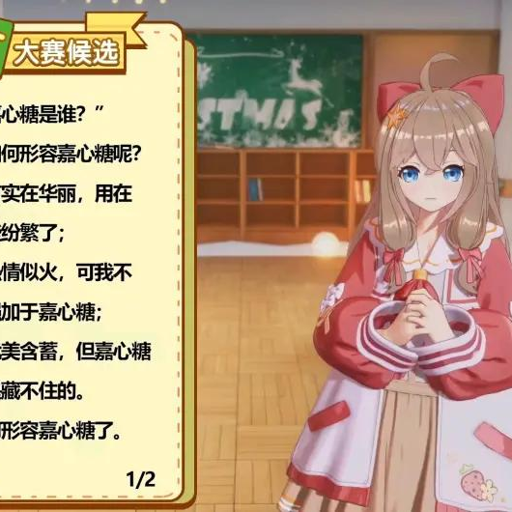 大赛候选
心糖是谁？”
何形容嘉心糖呢？
实在华丽，用在
纷繁了；
情似火，可我不
加于嘉心糖；
美含蓄，但嘉心糖
藏不住的。
形容嘉心糖了。
1/2
STMAS